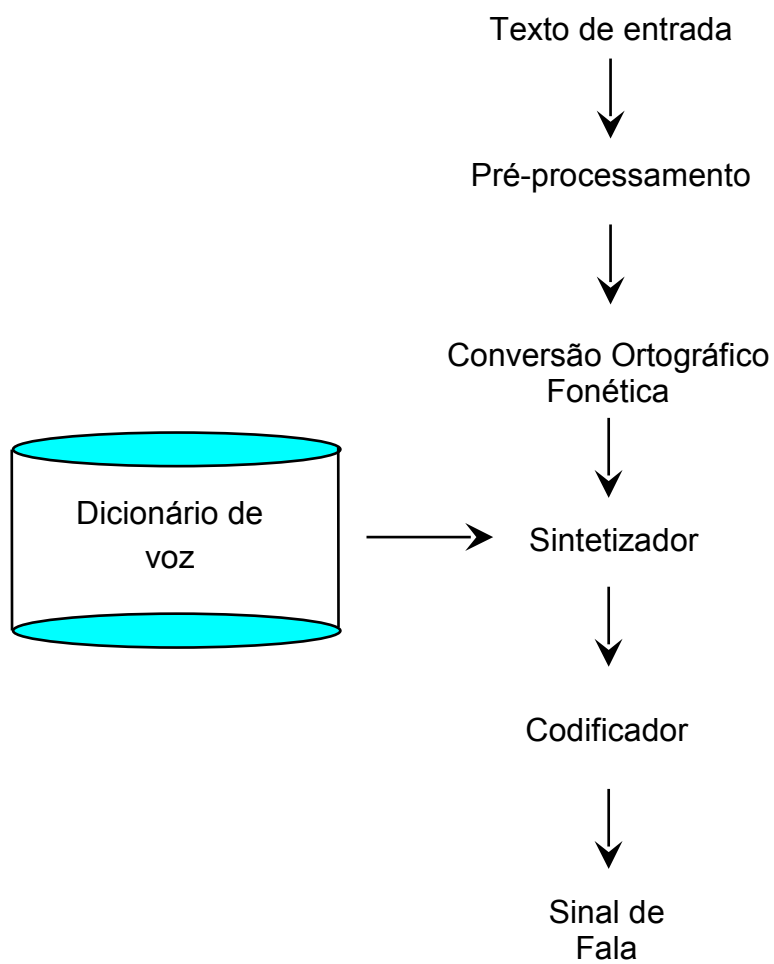 Texto de entrada
Pré-processamento
Conversão Ortográfico
Fonética
Dicionário de
voz
Sintetizador
Codificador
Sinal de
Fala